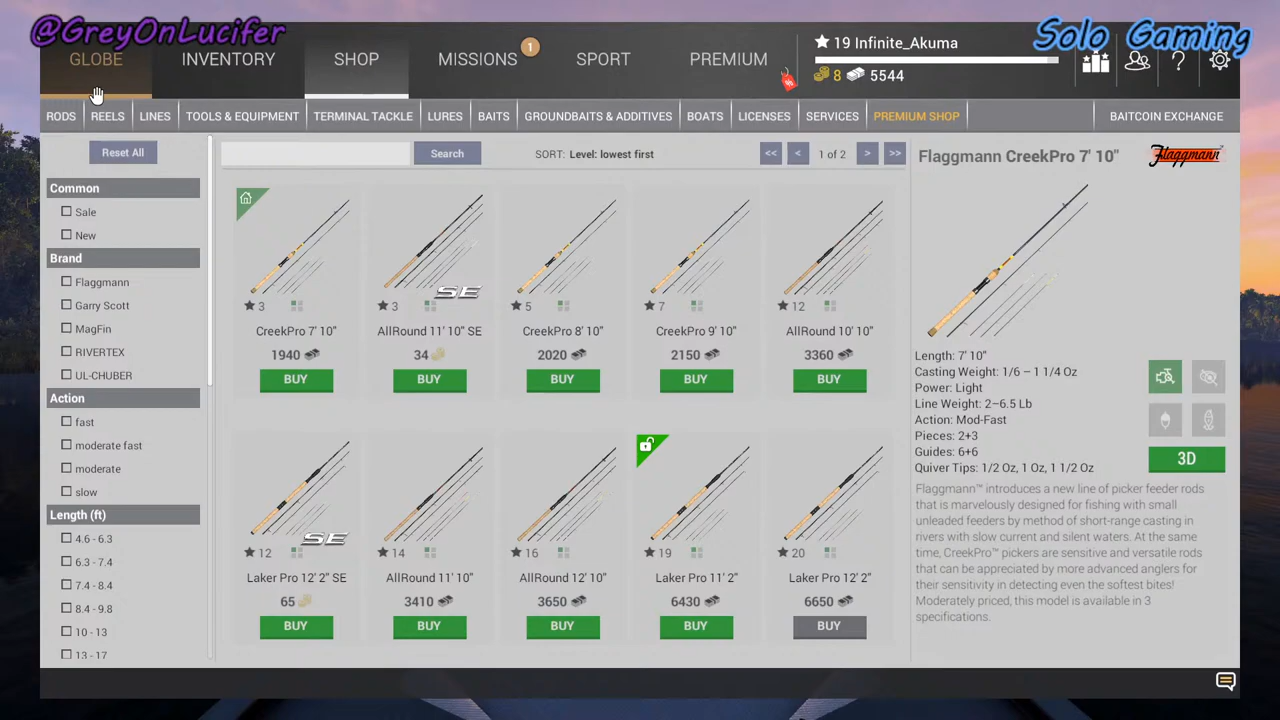 @GreyOnLucifer
Solo Gaming
GLOBE
INVENTORY
SHOP
MISSIONS
1
SPORT
PREMIUM
%
19 Infinite_Akuma
8
5544
?
RODS
REELS
LINES
TOOLS & EQUIPMENT
TERMINAL TACKLE
LURES
BAITS
GROUNDBAITS & ADDITIVES
BOATS
LICENSES
SERVICES
PREMIUM SHOP
BAITCOIN EXCHANGE
Reset All
Common
Sale
New
Brand
Flaggmann
Garry Scott
MagFin
RIVERTEX
UL-CHUBER
Action
fast
moderate fast
moderate
slow
Length (ft)
4.6 - 6.3
6.3 - 7.4
7.4 - 8.4
8.4 - 9.8
10 - 13
13 - 17
Search
SORT: Level: lowest first
<<
<
1 of 2
>
>>
3
CreekPro 7' 10"
1940
BUY
SE
3
AllRound 11' 10" SE
34
BUY
5
CreekPro 8' 10"
2020
BUY
7
CreekPro 9' 10"
2150
BUY
12
AllRound 10' 10"
3360
BUY
SE
12
Laker Pro 12' 2" SE
65
BUY
14
AllRound 11' 10"
3410
BUY
16
AllRound 12' 10"
3650
BUY
19
Laker Pro 11' 2"
6430
BUY
20
Laker Pro 12' 2"
6650
BUY
Flaggmann CreekPro 7' 10"
Flaggmann
Length: 7' 10"
Casting Weight: 1/6 – 1 1/4 Oz
Power: Light
Line Weight: 2–6.5 Lb
Action: Mod-Fast
Pieces: 2+3
Guides: 6+6
Quiver Tips: 1/2 Oz, 1 Oz, 1 1/2 Oz
3D
Flaggmann™ introduces a new line of picker feeder rods
that is marvelously designed for fishing with small
unleaded feeders by method of short-range casting in
rivers with slow current and silent waters. At the same
time, CreekPro™ pickers are sensitive and versatile rods
that can be appreciated by more advanced anglers for
their sensitivity in detecting even the softest bites!
Moderately priced, this model is available in 3
specifications.